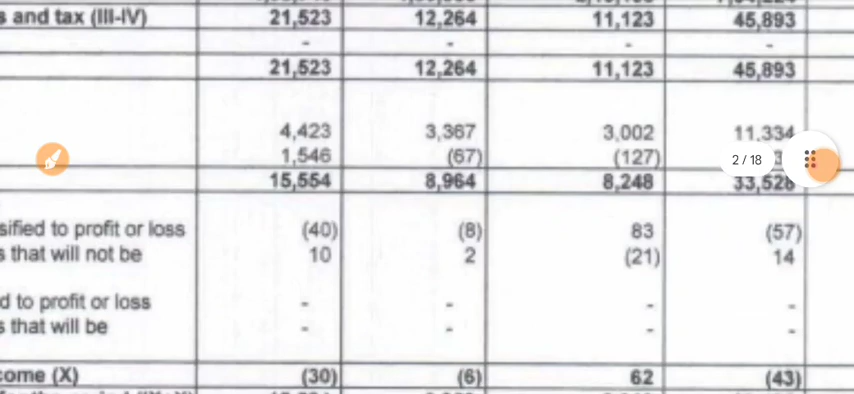 s and tax (III-IV) 21,523 12,264 11,123 45,893
- - - -
21,523 12,264 11,123 45,893
4,423 3,367 3,002 11,334
1,546 (67) (127)
2 / 18
15,554 8,964 8,248 33,528
sified to profit or loss (40) (8) 83 (57)
s that will not be 10 2 (21) 14
d to profit or loss - - - -
s that will be - - - -
come (X) (30) (6) 62 (43)